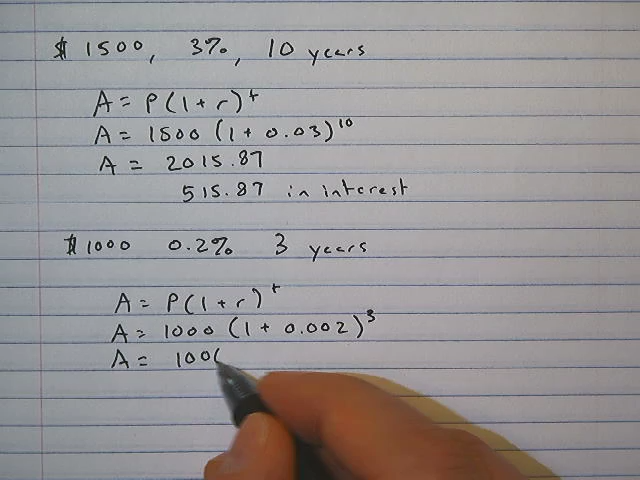 $ 1500, 3%, 10 years
A = P(1 + r)^t
A = 1500 (1 + 0.03)^10
A = 2015.87
515.87 in interest
$1000 0.2% 3 years
A = P(1 + r)^t
A = 1000 (1 + 0.002)^3
A = 100